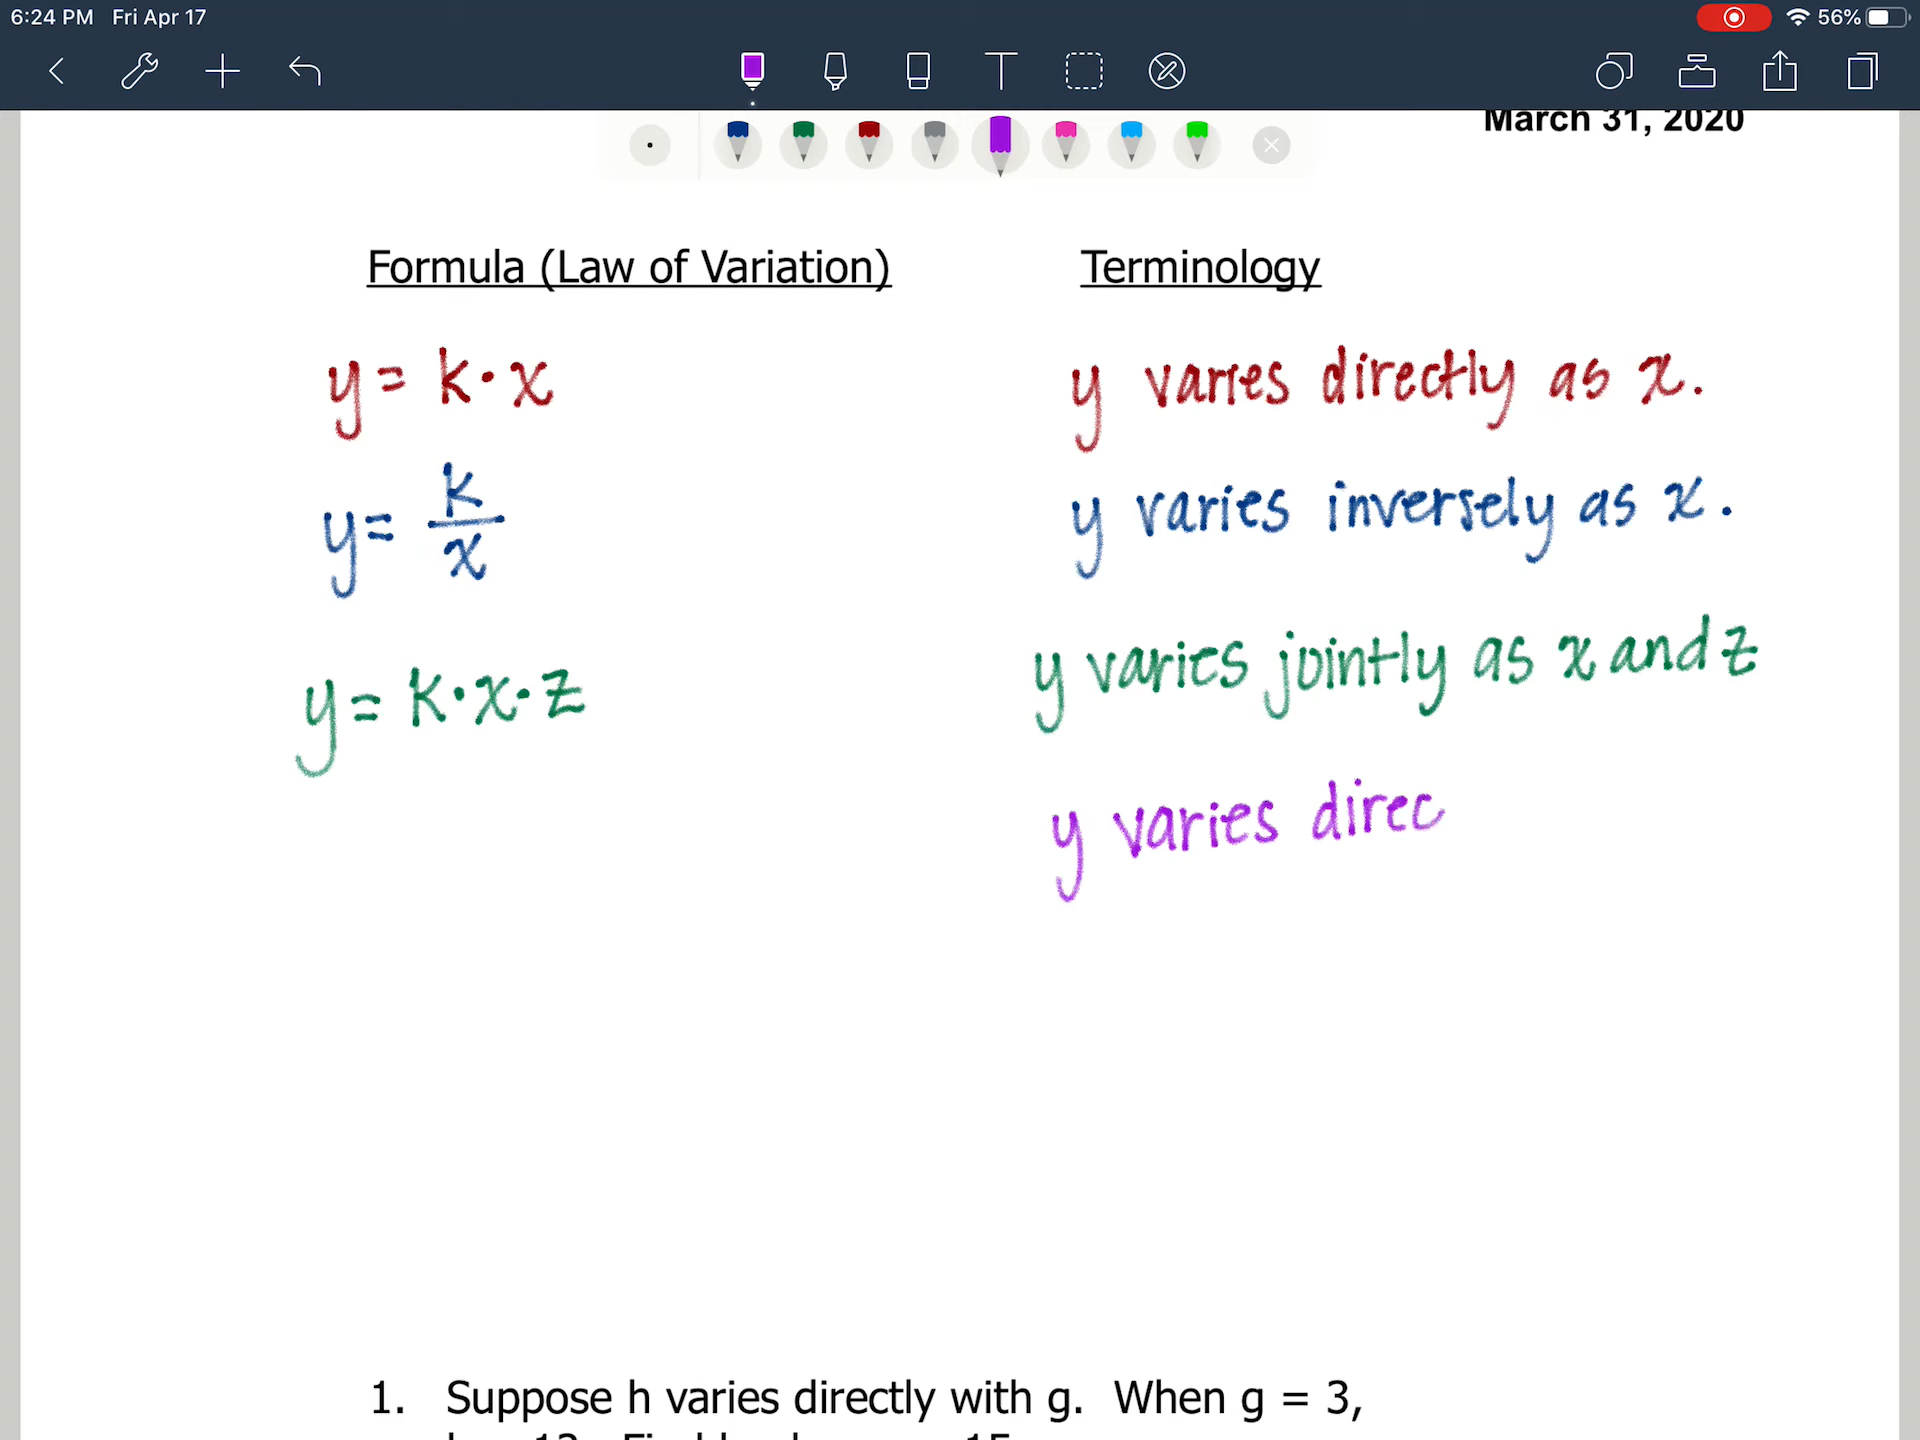 6:24 PM Fri Apr 17 56%
March 31, 2020
Formula (Law of Variation) Terminology
y = k·x y varies directly as x.
y = k/x y varies inversely as x.
y = k·x·z y varies jointly as x and z
y varies direc
1. Suppose h varies directly with g. When g = 3,